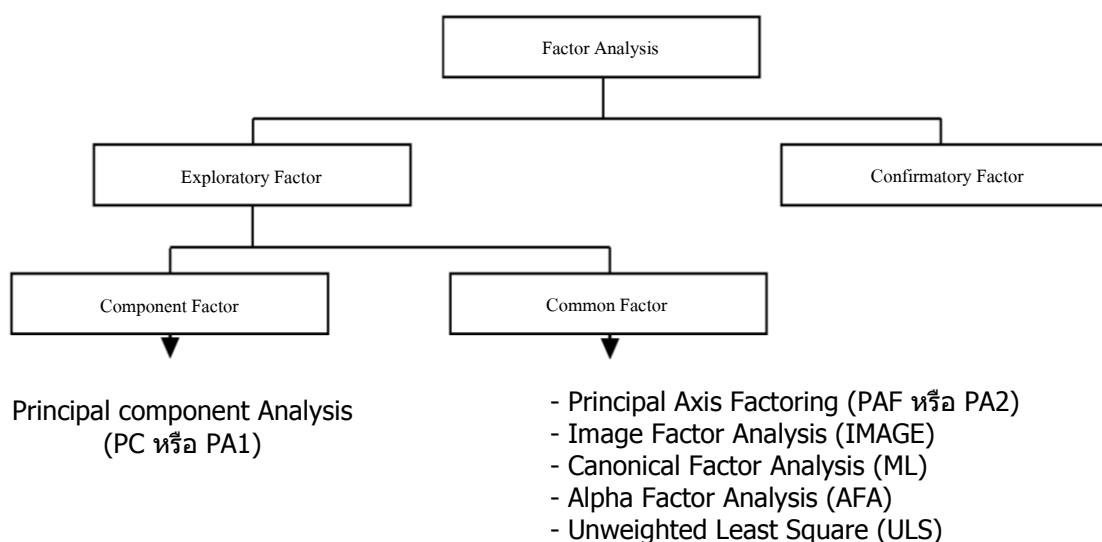 Factor Analysis
Exploratory Factor
Confirmatory Factor
Component Factor
Common Factor
Principal component Analysis
(PC หรือ PA1)
- Principal Axis Factoring (PAF หรือ PA2)
- Image Factor Analysis (IMAGE)
- Canonical Factor Analysis (ML)
- Alpha Factor Analysis (AFA)
- Unweighted Least Square (ULS)